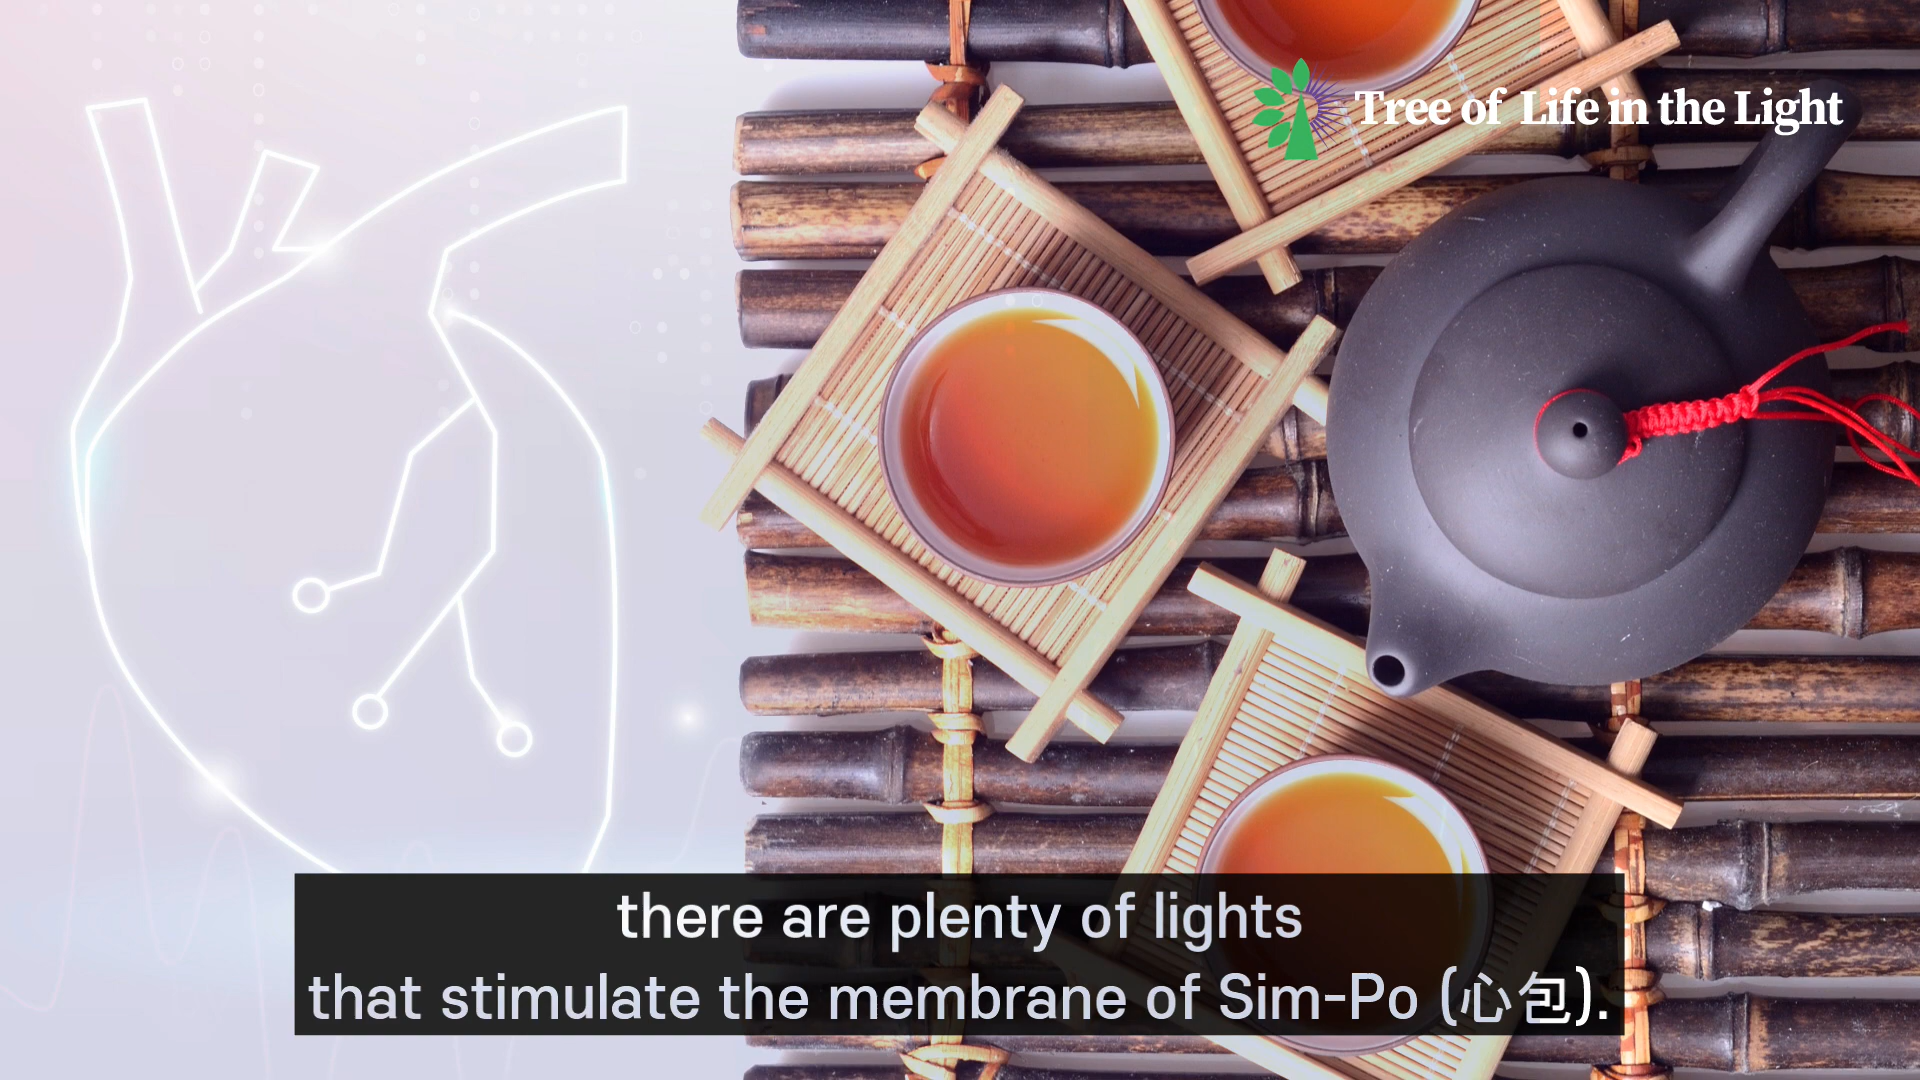 Tree of Life in the Light
there are plenty of lights
that stimulate the membrane of Sim-Po (心包).